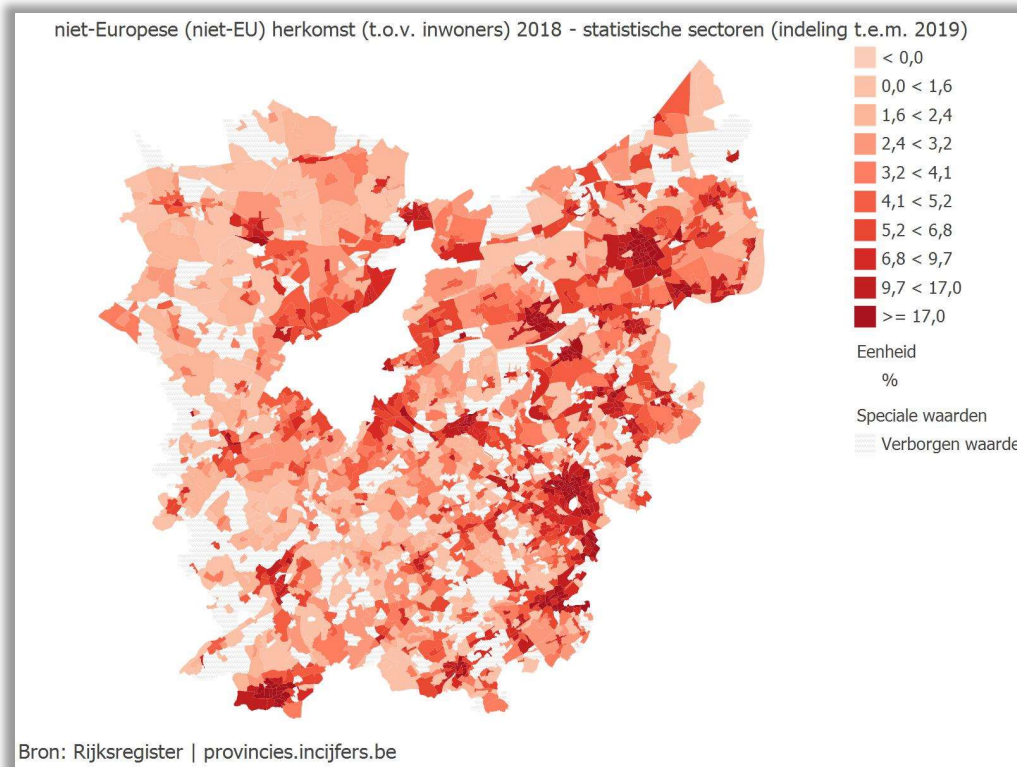 niet-Europese (niet-EU) herkomst (t.o.v. inwoners) 2018 - statistische sectoren (indeling t.e.m. 2019)
< 0,0
0,0 < 1,6
1,6 < 2,4
2,4 < 3,2
3,2 < 4,1
4,1 < 5,2
5,2 < 6,8
6,8 < 9,7
9,7 < 17,0
>= 17,0
Eenheid
%
Speciale waarden
Verborgen waarde
Bron: Rijksregister | provincies.incijfers.be